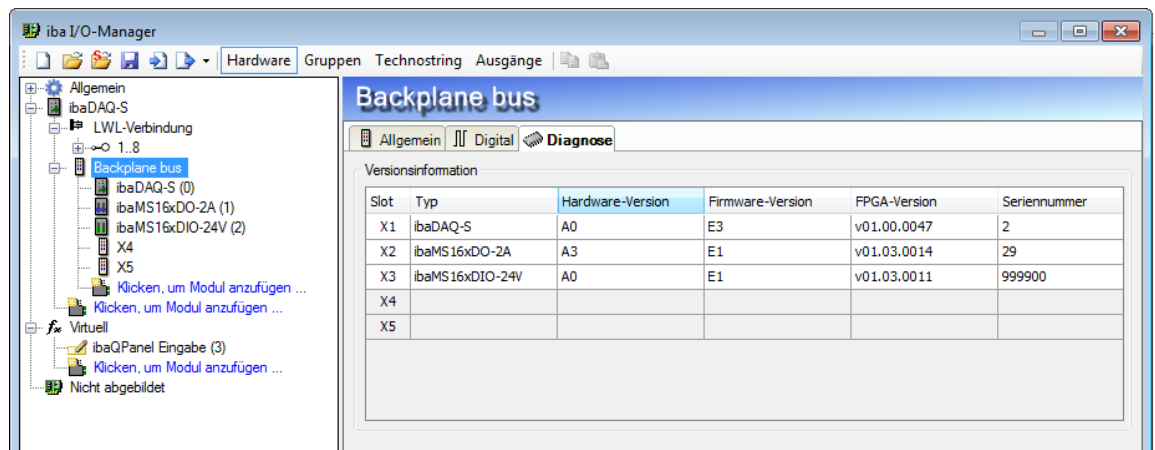 iba I/O-Manager
Hardware Gruppen Technostring Ausgänge
Allgemein
ibaDAQ-S
LWL-Verbindung
1..8
Backplane bus
ibaDAQ-S (0)
ibaMS16xDO-2A (1)
ibaMS16xDIO-24V (2)
X4
X5
Klicken, um Modul anzufügen ...
Klicken, um Modul anzufügen ...
Virtuell
ibaQPanel Eingabe (3)
Klicken, um Modul anzufügen ...
Nicht abgebildet
Backplane bus
Allgemein Digital Diagnose
Versionsinformation
Slot Typ Hardware-Version Firmware-Version FPGA-Version Seriennummer
X1 ibaDAQ-S A0 E3 v01.00.0047 2
X2 ibaMS16xDO-2A A3 E1 v01.03.0014 29
X3 ibaMS16xDIO-24V A0 E1 v01.03.0011 999900
X4
X5